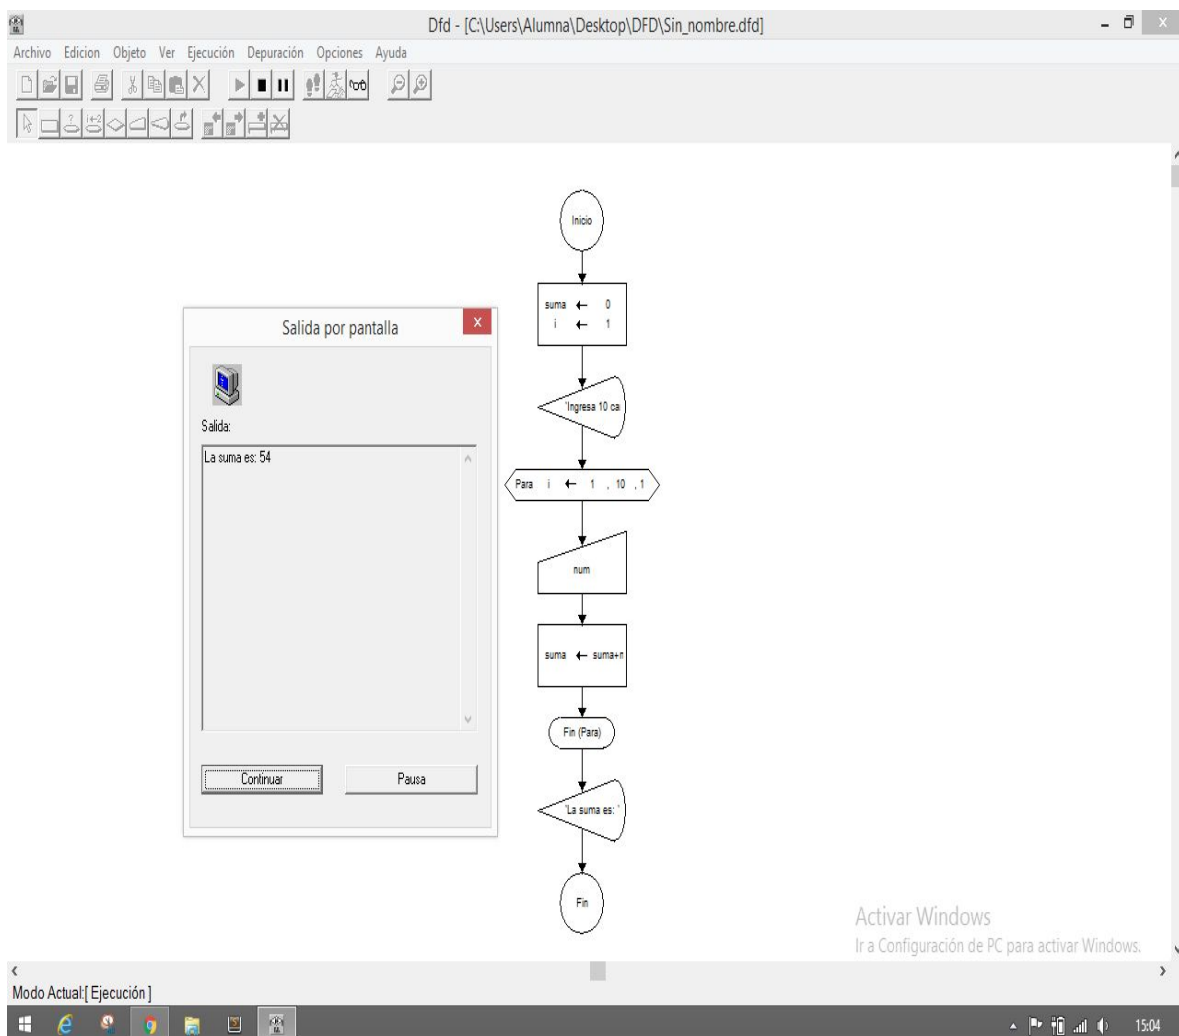 Dfd - [C:\Users\Alumna\Desktop\DFD\Sin_nombre.dfd]
Archivo Edicion Objeto Ver Ejecución Depuración Opciones Ayuda
Inicio
suma ← 0
i ← 1
'Ingresa 10 ca
Para i ← 1 , 10 , 1
num
suma ← suma+n
Fin (Para)
'La suma es: '
Fin
Salida por pantalla
Salida:
La suma es: 54
Continuar Pausa
Activar Windows
Ir a Configuración de PC para activar Windows.
Modo Actual:[ Ejecución ]
15:04